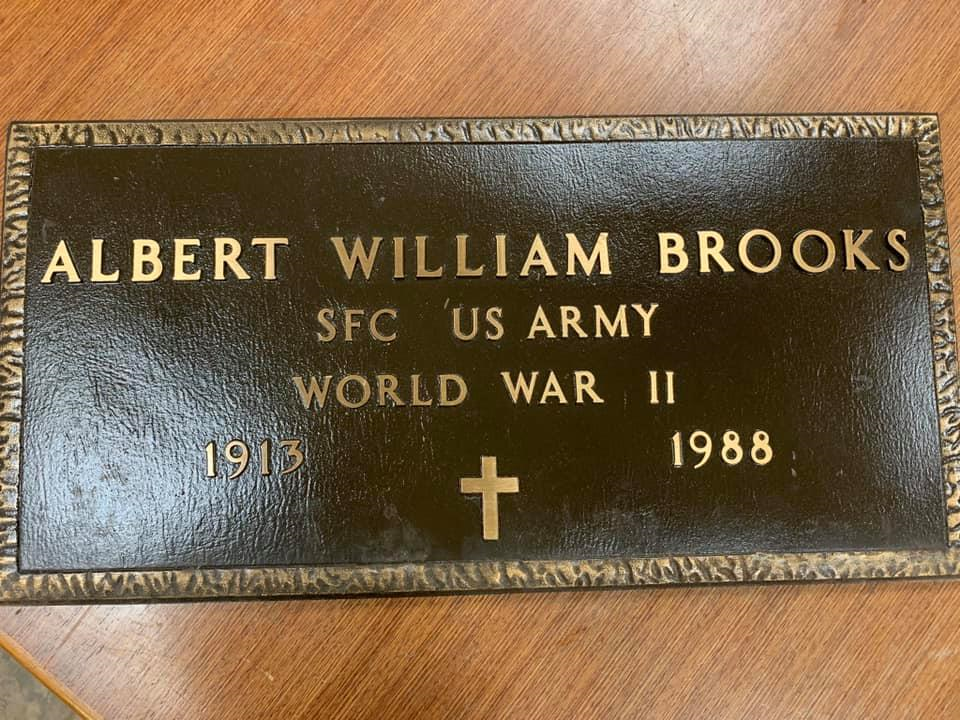 ALBERT WILLIAM BROOKS
SFC US ARMY
WORLD WAR II
1913 1988